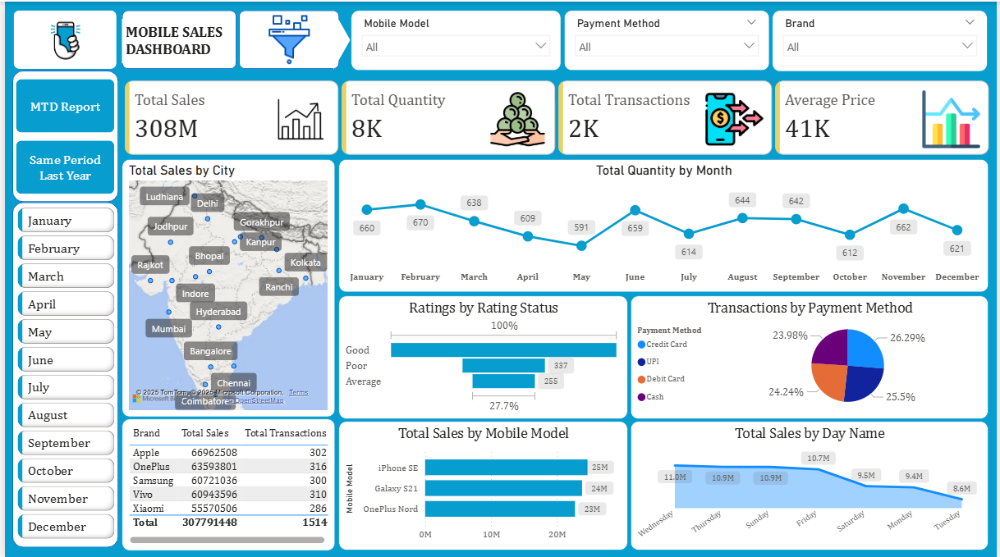 MOBILE SALES
DASHBOARD
Mobile Model
All
Payment Method
All
Brand
All
MTD Report
Same Period
Last Year
January
February
March
April
May
June
July
August
September
October
November
December
Total Sales
308M
Total Quantity
8K
Total Transactions
2K
Average Price
41K
Total Sales by City
Ludhiana
Delhi
Jodhpur
Gorakhpur
Kanpur
Bhopal
Rajkot
Kolkata
Indore
Ranchi
Hyderabad
Mumbai
Bangalore
Chennai
Coimbatore
© 2025 TomTom, © 2025 Microsoft Corporation, Terms
OpenStreetMap
Total Quantity by Month
660
670
638
609
591
659
614
644
642
612
662
621
January February March April May June July August September October November December
Ratings by Rating Status
100%
Good
Poor 337
Average 255
27.7%
Transactions by Payment Method
Payment Method
Credit Card
UPI
Debit Card
Cash
23.98%
26.29%
24.24%
25.5%
Brand Total Sales Total Transactions
Apple 66962508 302
OnePlus 63593801 316
Samsung 60721036 300
Vivo 60943596 310
Xiaomi 55570506 286
Total 307791448 1514
Total Sales by Mobile Model
Mobile Model
iPhone SE 25M
Galaxy S21 24M
OnePlus Nord 23M
0M 10M 20M
Total Sales by Day Name
11.0M
10.9M
10.9M
10.7M
9.5M
9.4M
8.6M
Wednesday Thursday Sunday Friday Saturday Monday Tuesday